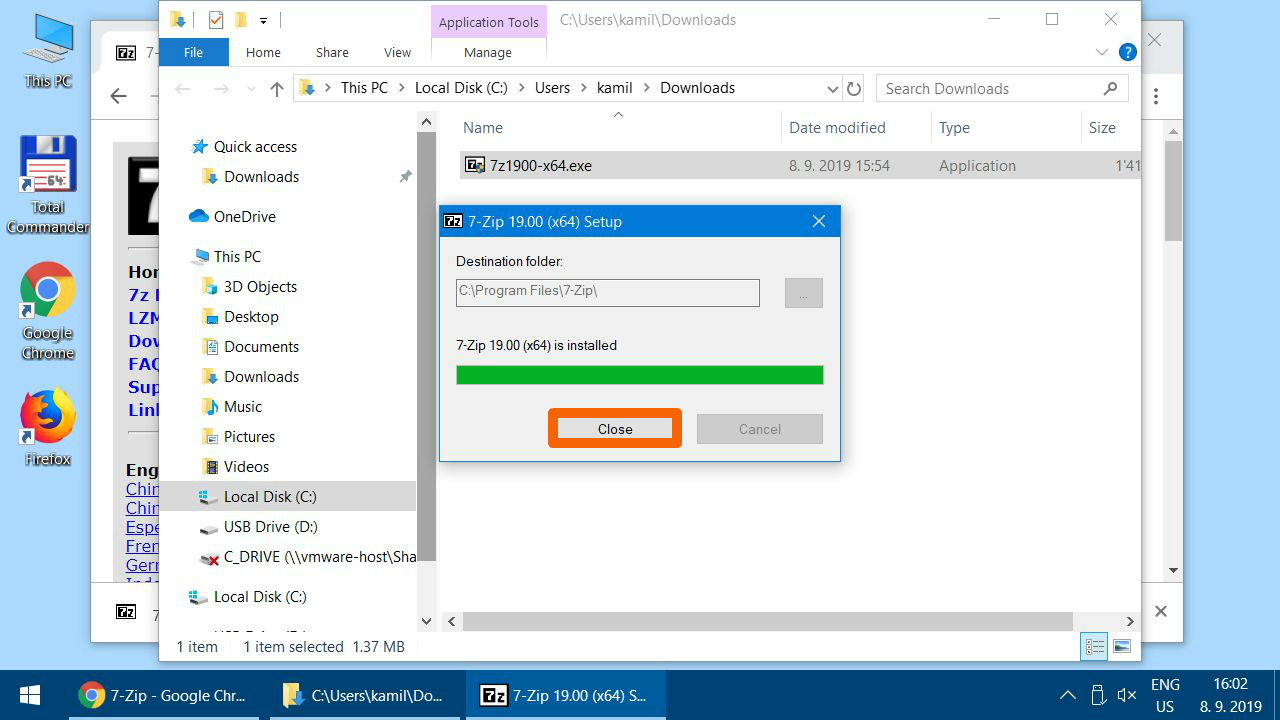 This PC
Total
Commander
64
Google
Chrome
Firefox
Application Tools
C:\Users\kamil\Downloads
File
Home
Share
View
Manage
?
This PC
Local Disk (C:)
Users
kamil
Downloads
Search Downloads
Name
Date modified
Type
Size
7z1900-x64.exe
8. 9. 2019 15:54
Application
1'41
Quick access
Downloads
OneDrive
This PC
3D Objects
Desktop
Documents
Downloads
Music
Pictures
Videos
Local Disk (C:)
USB Drive (D:)
C_DRIVE (\\vmware-host\Sha
Local Disk (C:)
7z
7-Zip 19.00 (x64) Setup
Destination folder:
C:\Program Files\7-Zip\
...
7-Zip 19.00 (x64) is installed
Close
Cancel
7z
7-
7
Hor
7z
LZM
Dow
FAQ
Sup
Lin
Eng
Chin
Chin
Espe
Fren
Gern
7z
7
1 item
1 item selected 1.37 MB
7-Zip - Google Chr...
C:\Users\kamil\Do...
7z
7-Zip 19.00 (x64) S...
ENG
US
16:02
8. 9. 2019